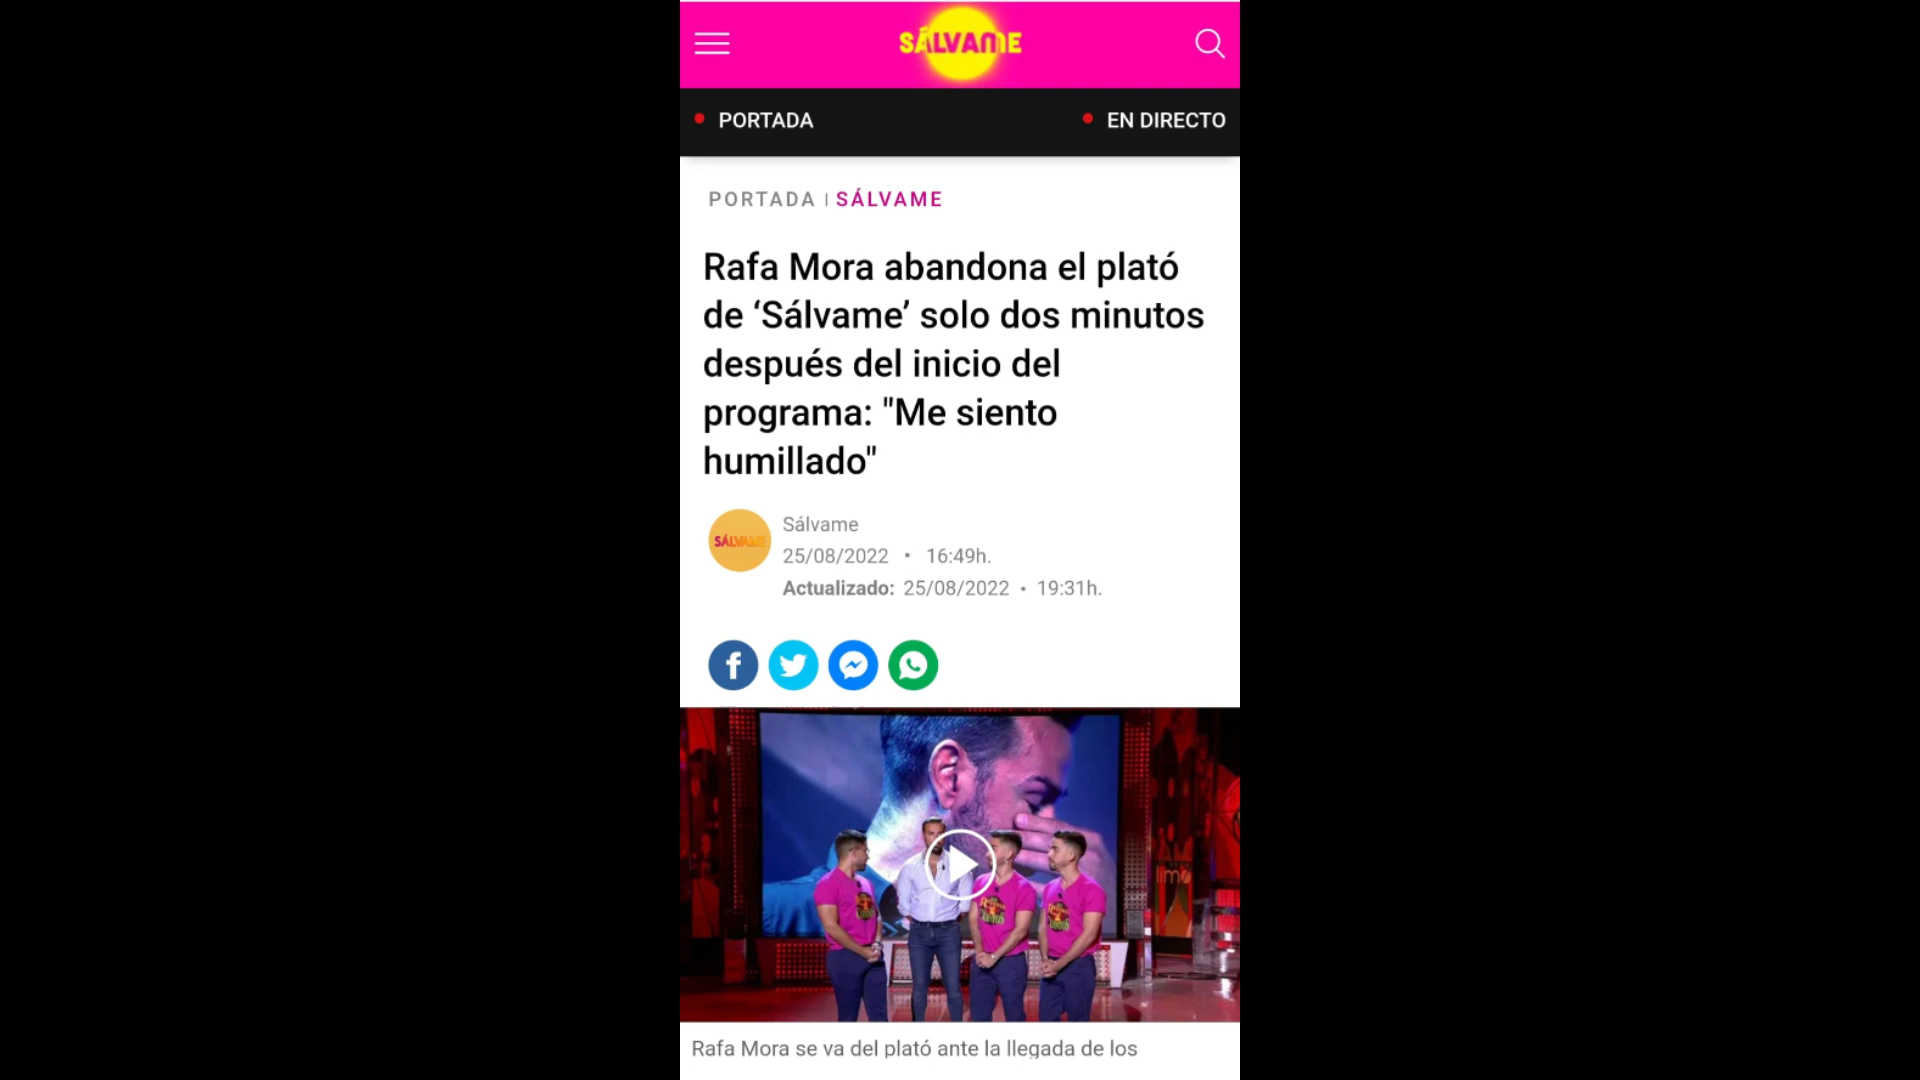 SÁLVAME
PORTADA
EN DIRECTO
PORTADA | SÁLVAME
Rafa Mora abandona el plató
de ‘Sálvame’ solo dos minutos
después del inicio del
programa: "Me siento
humillado"
SÁLVAME
Sálvame
25/08/2022 • 16:49h.
Actualizado: 25/08/2022 • 19:31h.
limo
Rafa Mora se va del plató ante la llegada de los